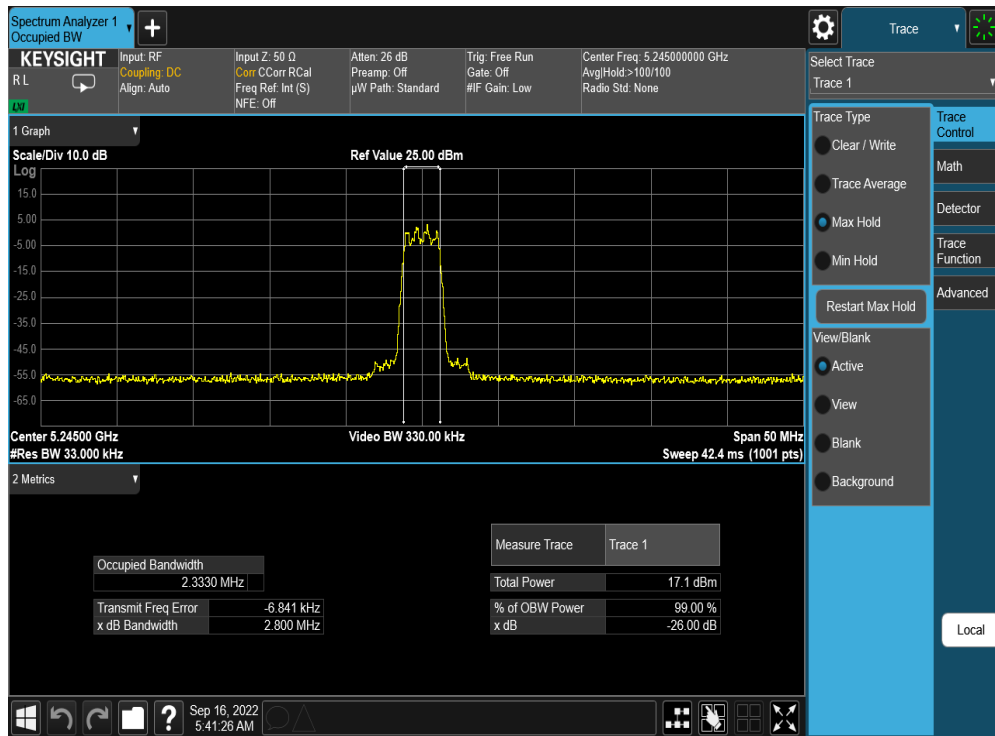 Spectrum Analyzer 1
Occupied BW
Trace
KEYSIGHT
R L
LXI
Input: RF
Coupling: DC
Align: Auto
Input Z: 50 Ω
Corr CCorr RCal
Freq Ref: Int (S)
NFE: Off
Atten: 26 dB
Preamp: Off
µW Path: Standard
Trig: Free Run
Gate: Off
#IF Gain: Low
Center Freq: 5.245000000 GHz
Avg|Hold:>100/100
Radio Std: None
Select Trace
Trace 1
1 Graph
Scale/Div 10.0 dB
Ref Value 25.00 dBm
Log
15.0
5.00
-5.00
-15.0
-25.0
-35.0
-45.0
-55.0
-65.0
Center 5.24500 GHz
Video BW 330.00 kHz
Span 50 MHz
#Res BW 33.000 kHz
Sweep 42.4 ms (1001 pts)
2 Metrics
Measure Trace
Trace 1
Occupied Bandwidth
2.3330 MHz
Total Power
17.1 dBm
Transmit Freq Error
-6.841 kHz
% of OBW Power
99.00 %
x dB Bandwidth
2.800 MHz
x dB
-26.00 dB
Trace Type
Clear / Write
Trace Average
Max Hold
Min Hold
Restart Max Hold
View/Blank
Active
View
Blank
Background
Trace
Control
Math
Detector
Trace
Function
Advanced
Local
?
Sep 16, 2022
5:41:26 AM